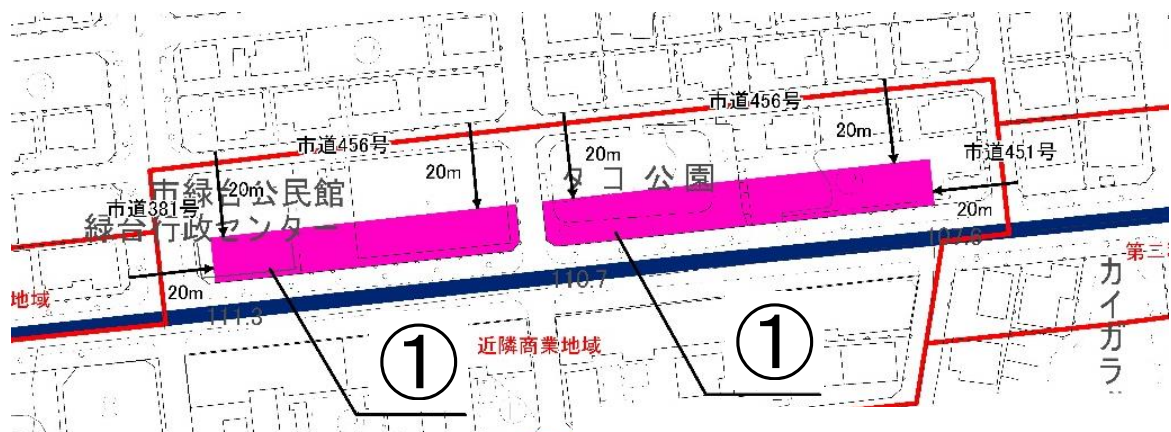 市道456号
市道456号
20m
20m
20m
20m
市道451号
タコ公園
市緑台公民館
市道381号
緑台行政センター
20m
20m
20m
107.6
110.7
111.3
地域
第二
カイガラ
近隣商業地域
①
①